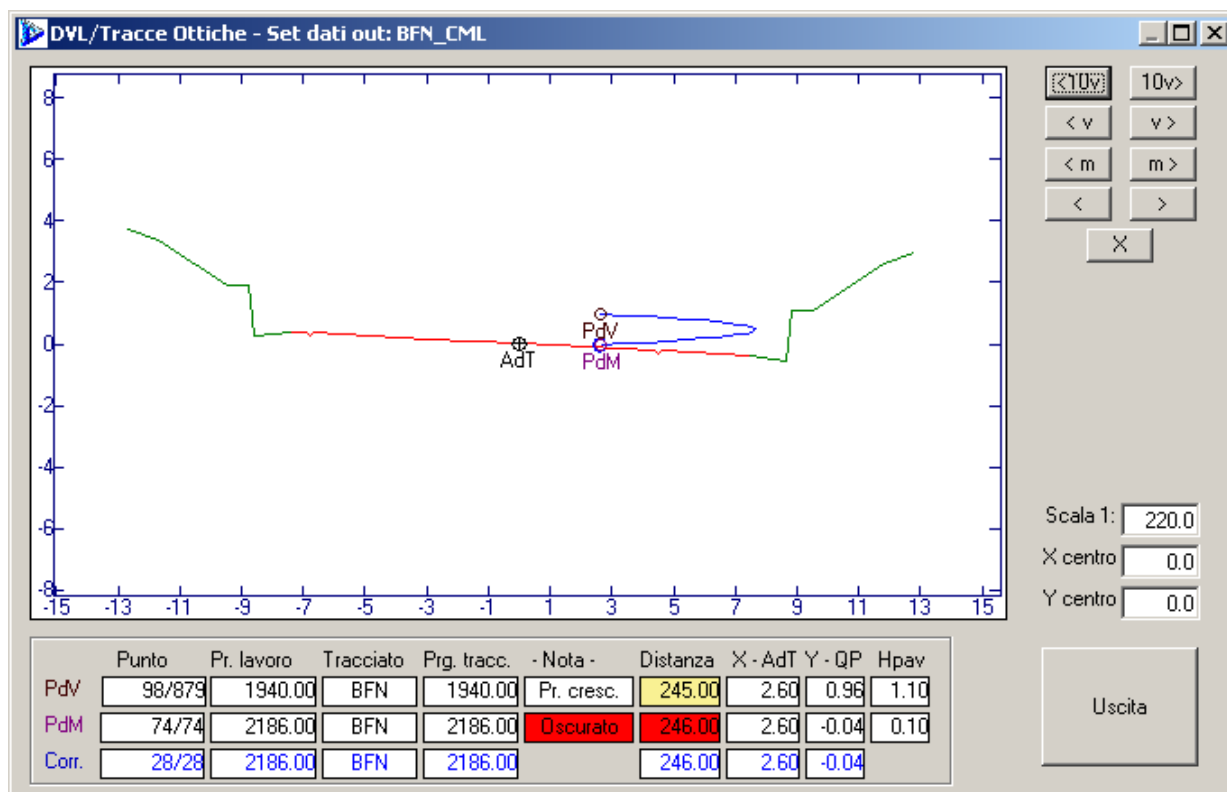 DVL/Tracce Ottiche - Set dati out: BFN_CML
<10v 10v>
< v v >
< m m >
< >
X
8
6
4
2
0
-2
-4
-6
-8
PdV
AdT PdM
-15 -13 -11 -9 -7 -5 -3 -1 1 3 5 7 9 11 13 15
Scala 1: 220.0
X centro 0.0
Y centro 0.0
Punto Pr. lavoro Tracciato Prg. tracc. - Nota - Distanza X - AdT Y - QP Hpav
PdV 98/879 1940.00 BFN 1940.00 Pr. cresc. 245.00 2.60 0.96 1.10
PdM 74/74 2186.00 BFN 2186.00 Oscurato 246.00 2.60 -0.04 0.10
Corr. 28/28 2186.00 BFN 2186.00 246.00 2.60 -0.04
Uscita